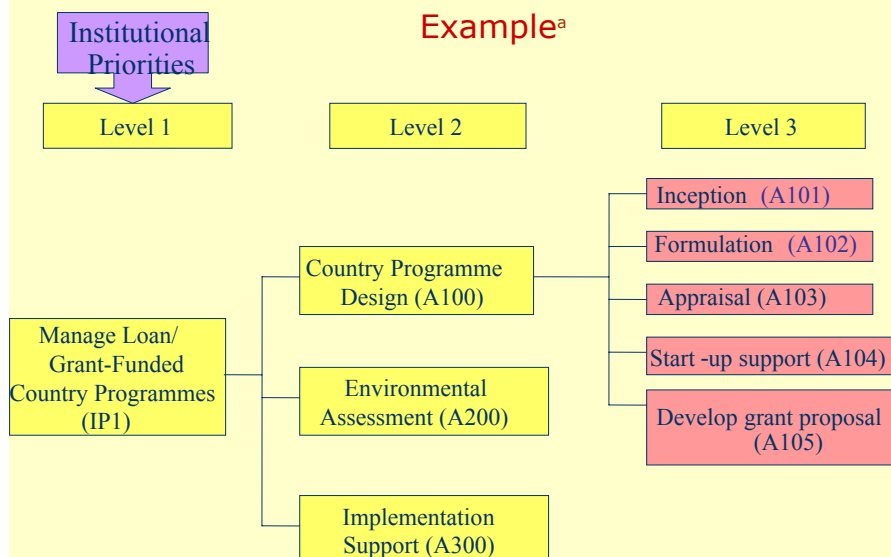 Exampleᵃ
Institutional
Priorities
Level 1
Level 2
Level 3
Manage Loan/
Grant-Funded
Country Programmes
(IP1)
Country Programme
Design (A100)
Environmental
Assessment (A200)
Implementation
Support (A300)
Inception (A101)
Formulation (A102)
Appraisal (A103)
Start -up support (A104)
Develop grant proposal
(A105)